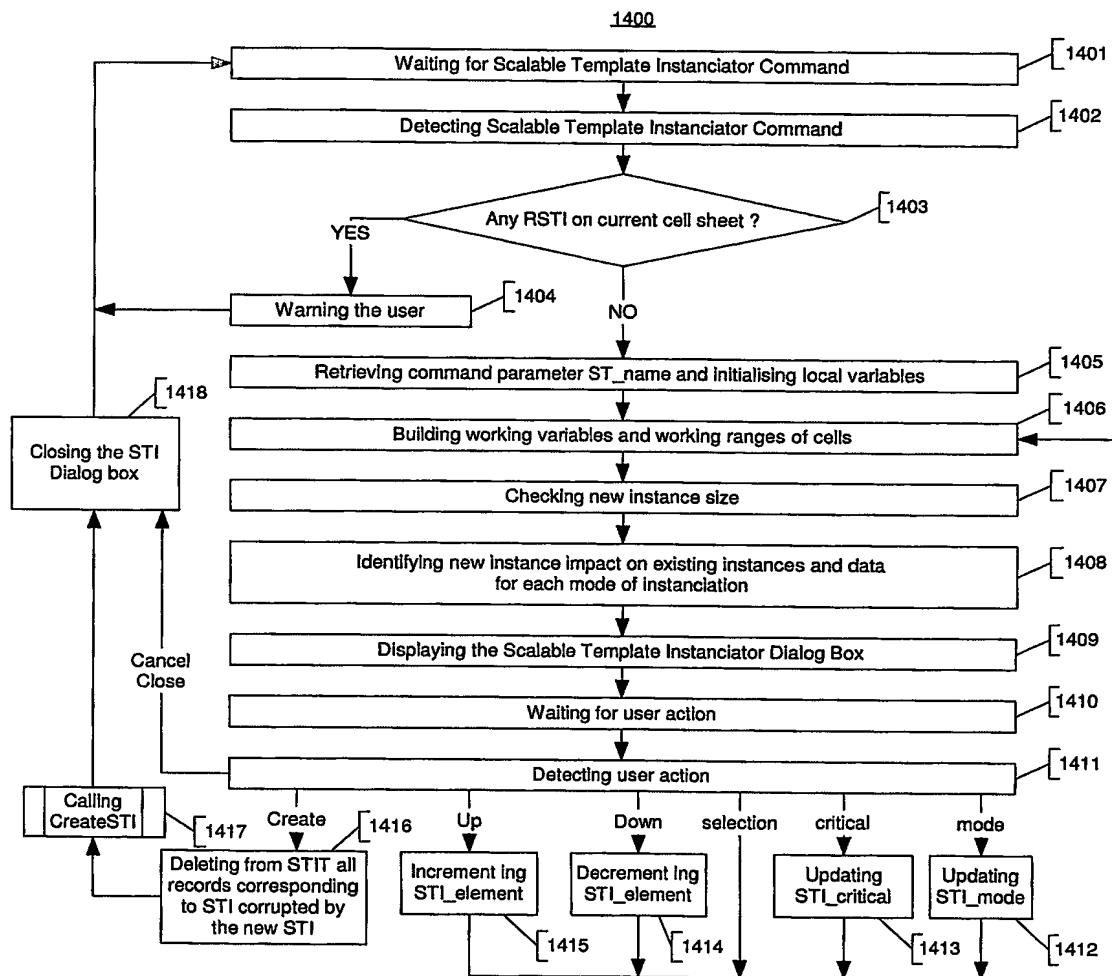 1400
Waiting for Scalable Template Instanciator Command
1401
Detecting Scalable Template Instanciator Command
1402
Any RSTI on current cell sheet ?
1403
YES
Warning the user
1404
NO
Retrieving command parameter ST_name and initialising local variables
1405
1418
Closing the STI
Dialog box
Building working variables and working ranges of cells
1406
Checking new instance size
1407
Identifying new instance impact on existing instances and data
for each mode of instanciation
1408
Displaying the Scalable Template Instanciator Dialog Box
1409
Cancel
Close
Waiting for user action
1410
Detecting user action
1411
Calling
CreateSTI
1417
Create
1416
Up
Down
selection
critical
mode
Deleting from STIT all
records corresponding
to STI corrupted by
the new STI
Increment ing
STI_element
1415
Decrement ing
STI_element
1414
Updating
STI_critical
1413
Updating
STI_mode
1412